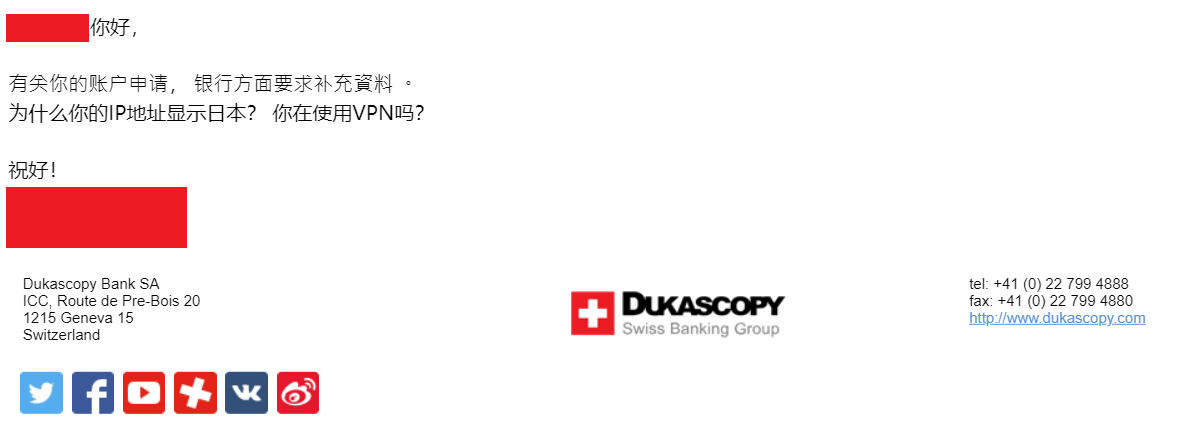 你好，
有关你的账户申请， 银行方面要求补充資料 。
为什么你的IP地址显示日本？ 你在使用VPN吗？
祝好！
Dukascopy Bank SA
ICC, Route de Pre-Bois 20
1215 Geneva 15
Switzerland
DUKASCOPY
Swiss Banking Group
tel: +41 (0) 22 799 4888
fax: +41 (0) 22 799 4880
http://www.dukascopy.com